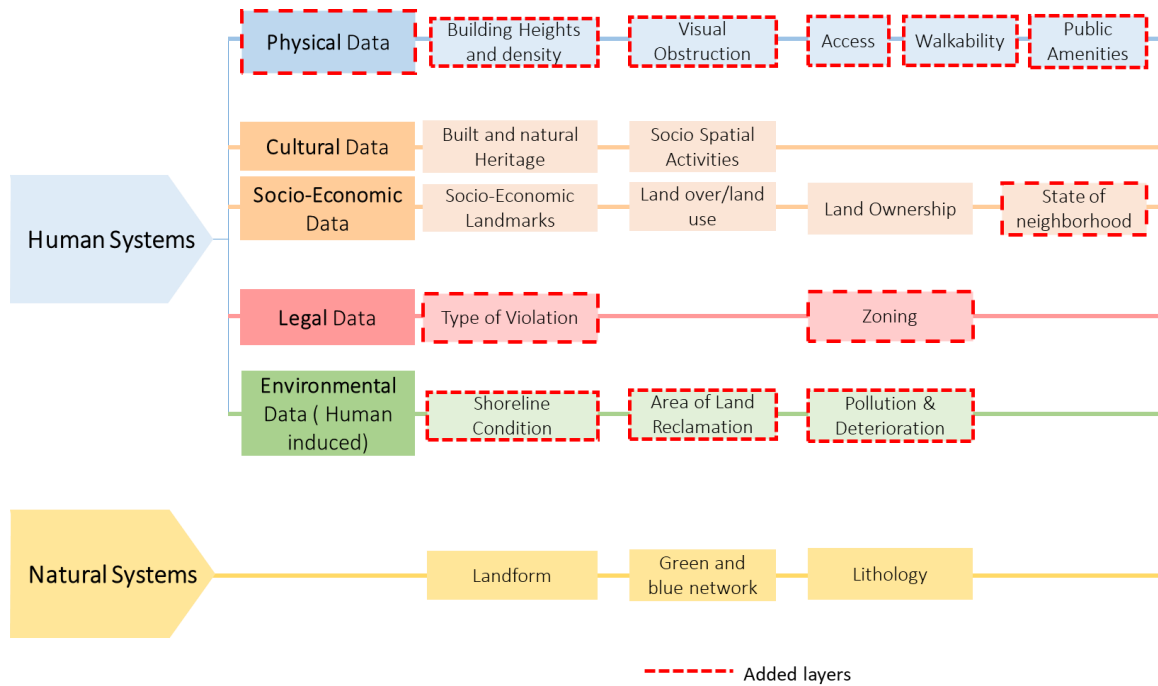 Physical Data
Building Heights
and density
Visual
Obstruction
Access
Walkability
Public
Amenities
Cultural Data
Built and natural
Heritage
Socio Spatial
Activities
Human Systems
Socio-Economic
Data
Socio-Economic
Landmarks
Land over/land
use
Land Ownership
State of
neighborhood
Legal Data
Type of Violation
Zoning
Environmental
Data ( Human
induced)
Shoreline
Condition
Area of Land
Reclamation
Pollution &
Deterioration
Natural Systems
Landform
Green and
blue network
Lithology
Added layers